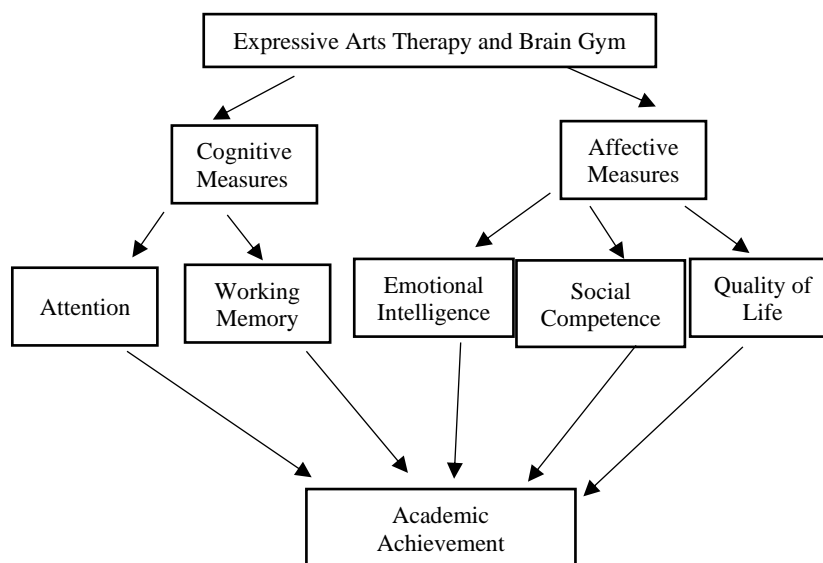 Expressive Arts Therapy and Brain Gym
Cognitive
Measures
Affective
Measures
Attention
Working
Memory
Emotional
Intelligence
Social
Competence
Quality of
Life
Academic
Achievement